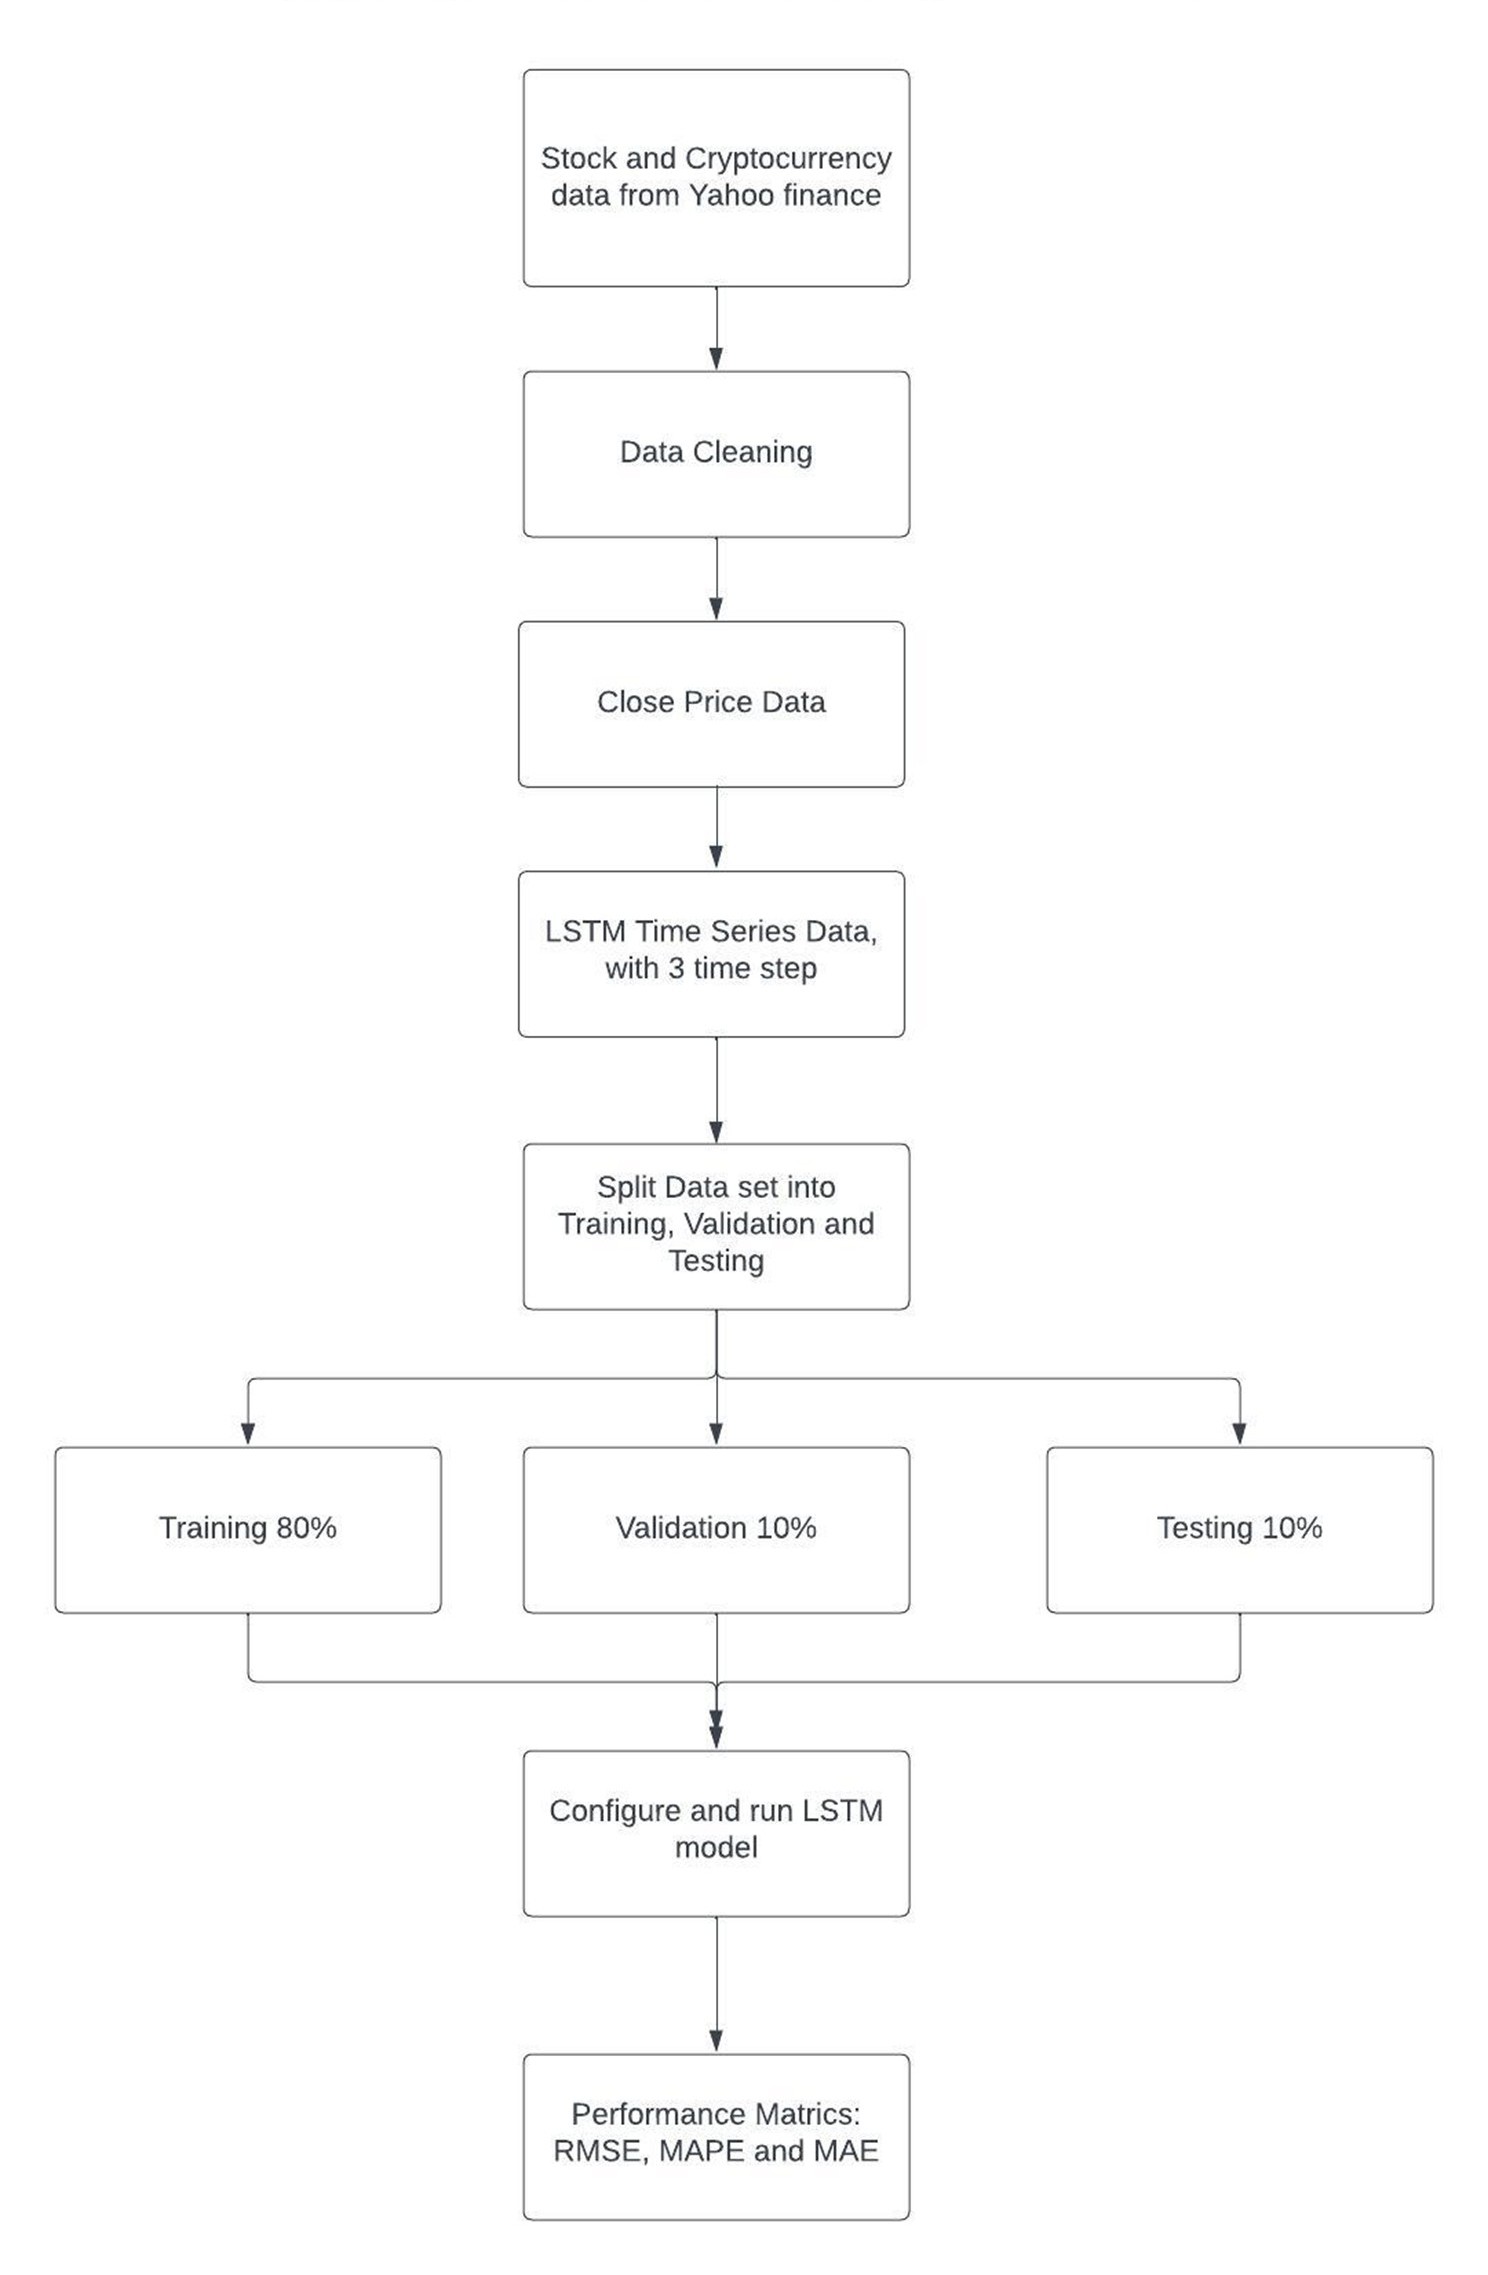 Stock and Cryptocurrency
data from Yahoo finance
Data Cleaning
Close Price Data
LSTM Time Series Data,
with 3 time step
Split Data set into
Training, Validation and
Testing
Training 80%
Validation 10%
Testing 10%
Configure and run LSTM
model
Performance Matrics:
RMSE, MAPE and MAE